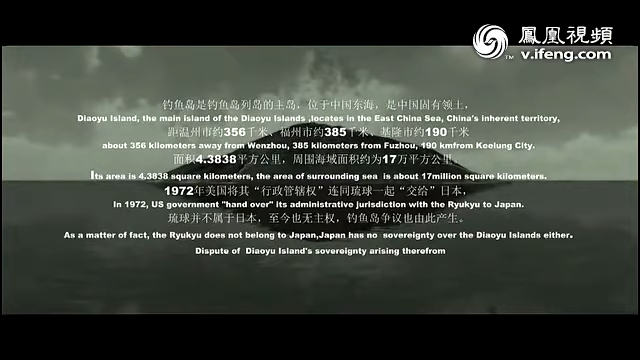 鳳凰視頻
v.ifeng.com
钓鱼岛是钓鱼岛列岛的主岛，位于中国东海，是中国固有领土，
Diaoyu Island, the main island of the Diaoyu Islands ,locates in the East China Sea, China's inherent territory,
距温州市约356千米、福州市约385千米、基隆市约190千米
about 356 kilometers away from Wenzhou, 385 kilometers from Fuzhou, 190 kmfrom Keelung City.
面积4.3838平方公里，周围海域面积约为17万平方公里，
Its area is 4.3838 square kilometers, the area of surrounding sea is about 17million square kilometers.
1972年美国将其“行政管辖权”连同琉球一起“交给”日本，
In 1972, US government "hand over" its administrative jurisdiction with the Ryukyu to Japan.
琉球并不属于日本，至今也无主权，钓鱼岛争议也由此产生。
As a matter of fact, the Ryukyu does not belong to Japan,Japan has no sovereignty over the Diaoyu Islands either.
Dispute of Diaoyu Island's sovereignty arising therefrom